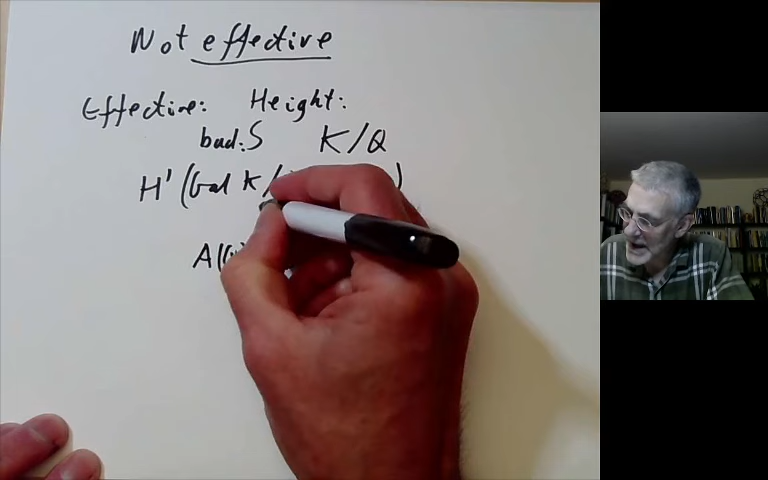 Not effective
Effective: Height:
bad: S K/Q
H' (Gal K/ )
A(